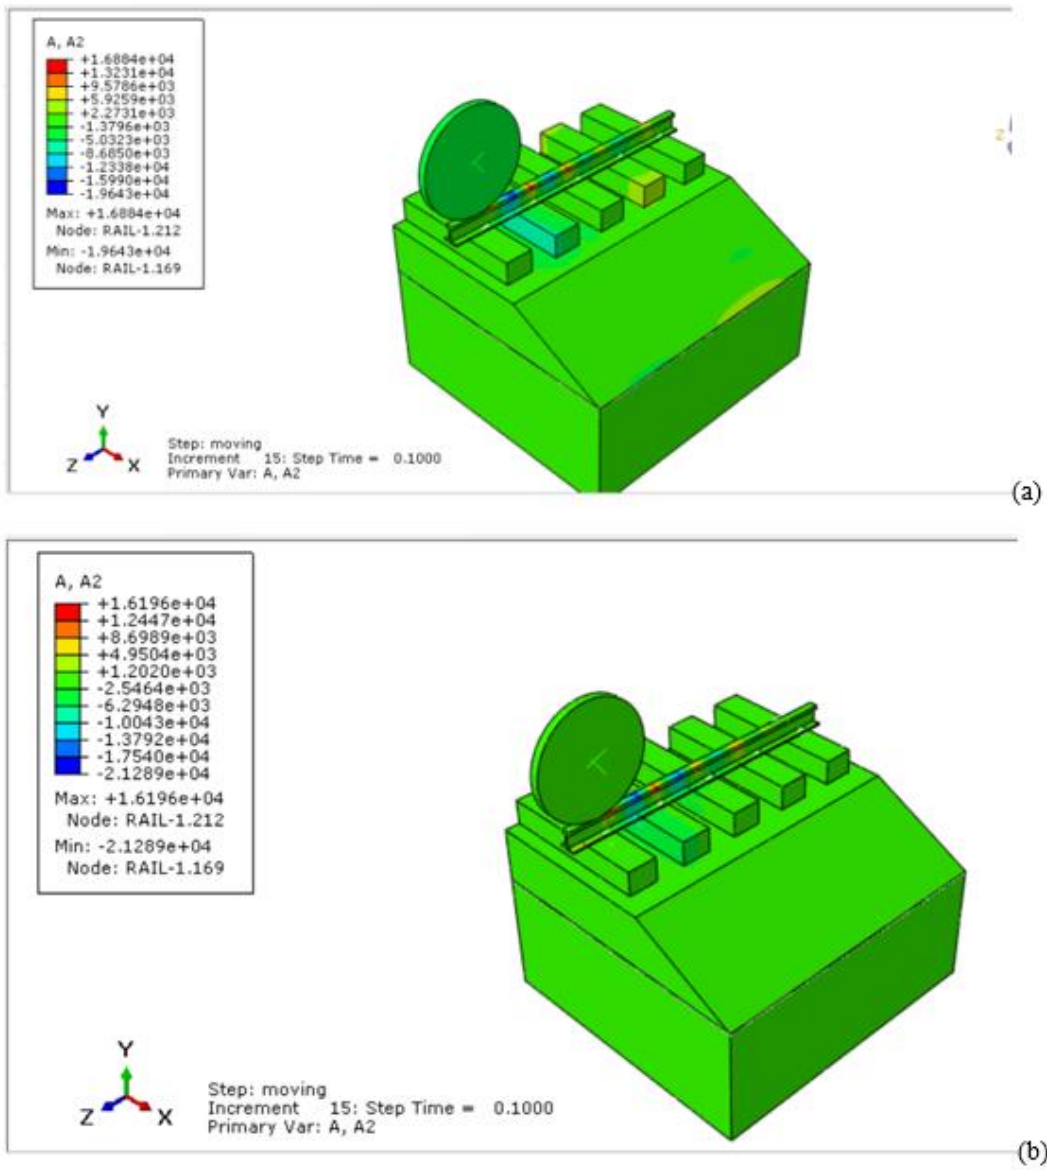 A, A2
+1.6884e+04
+1.3231e+04
+9.5786e+03
+5.9259e+03
+2.2731e+03
-1.3796e+03
-5.0323e+03
-8.6850e+03
-1.2338e+04
-1.5990e+04
-1.9643e+04
Max: +1.6884e+04
Node: RAIL-1.212
Min: -1.9643e+04
Node: RAIL-1.169
Z
Y
Z X
Step: moving
Increment 15: Step Time = 0.1000
Primary Var: A, A2
(a)
A, A2
+1.6196e+04
+1.2447e+04
+8.6989e+03
+4.9504e+03
+1.2020e+03
-2.5464e+03
-6.2948e+03
-1.0043e+04
-1.3792e+04
-1.7540e+04
-2.1289e+04
Max: +1.6196e+04
Node: RAIL-1.212
Min: -2.1289e+04
Node: RAIL-1.169
Y
Z X
Step: moving
Increment 15: Step Time = 0.1000
Primary Var: A, A2
(b)